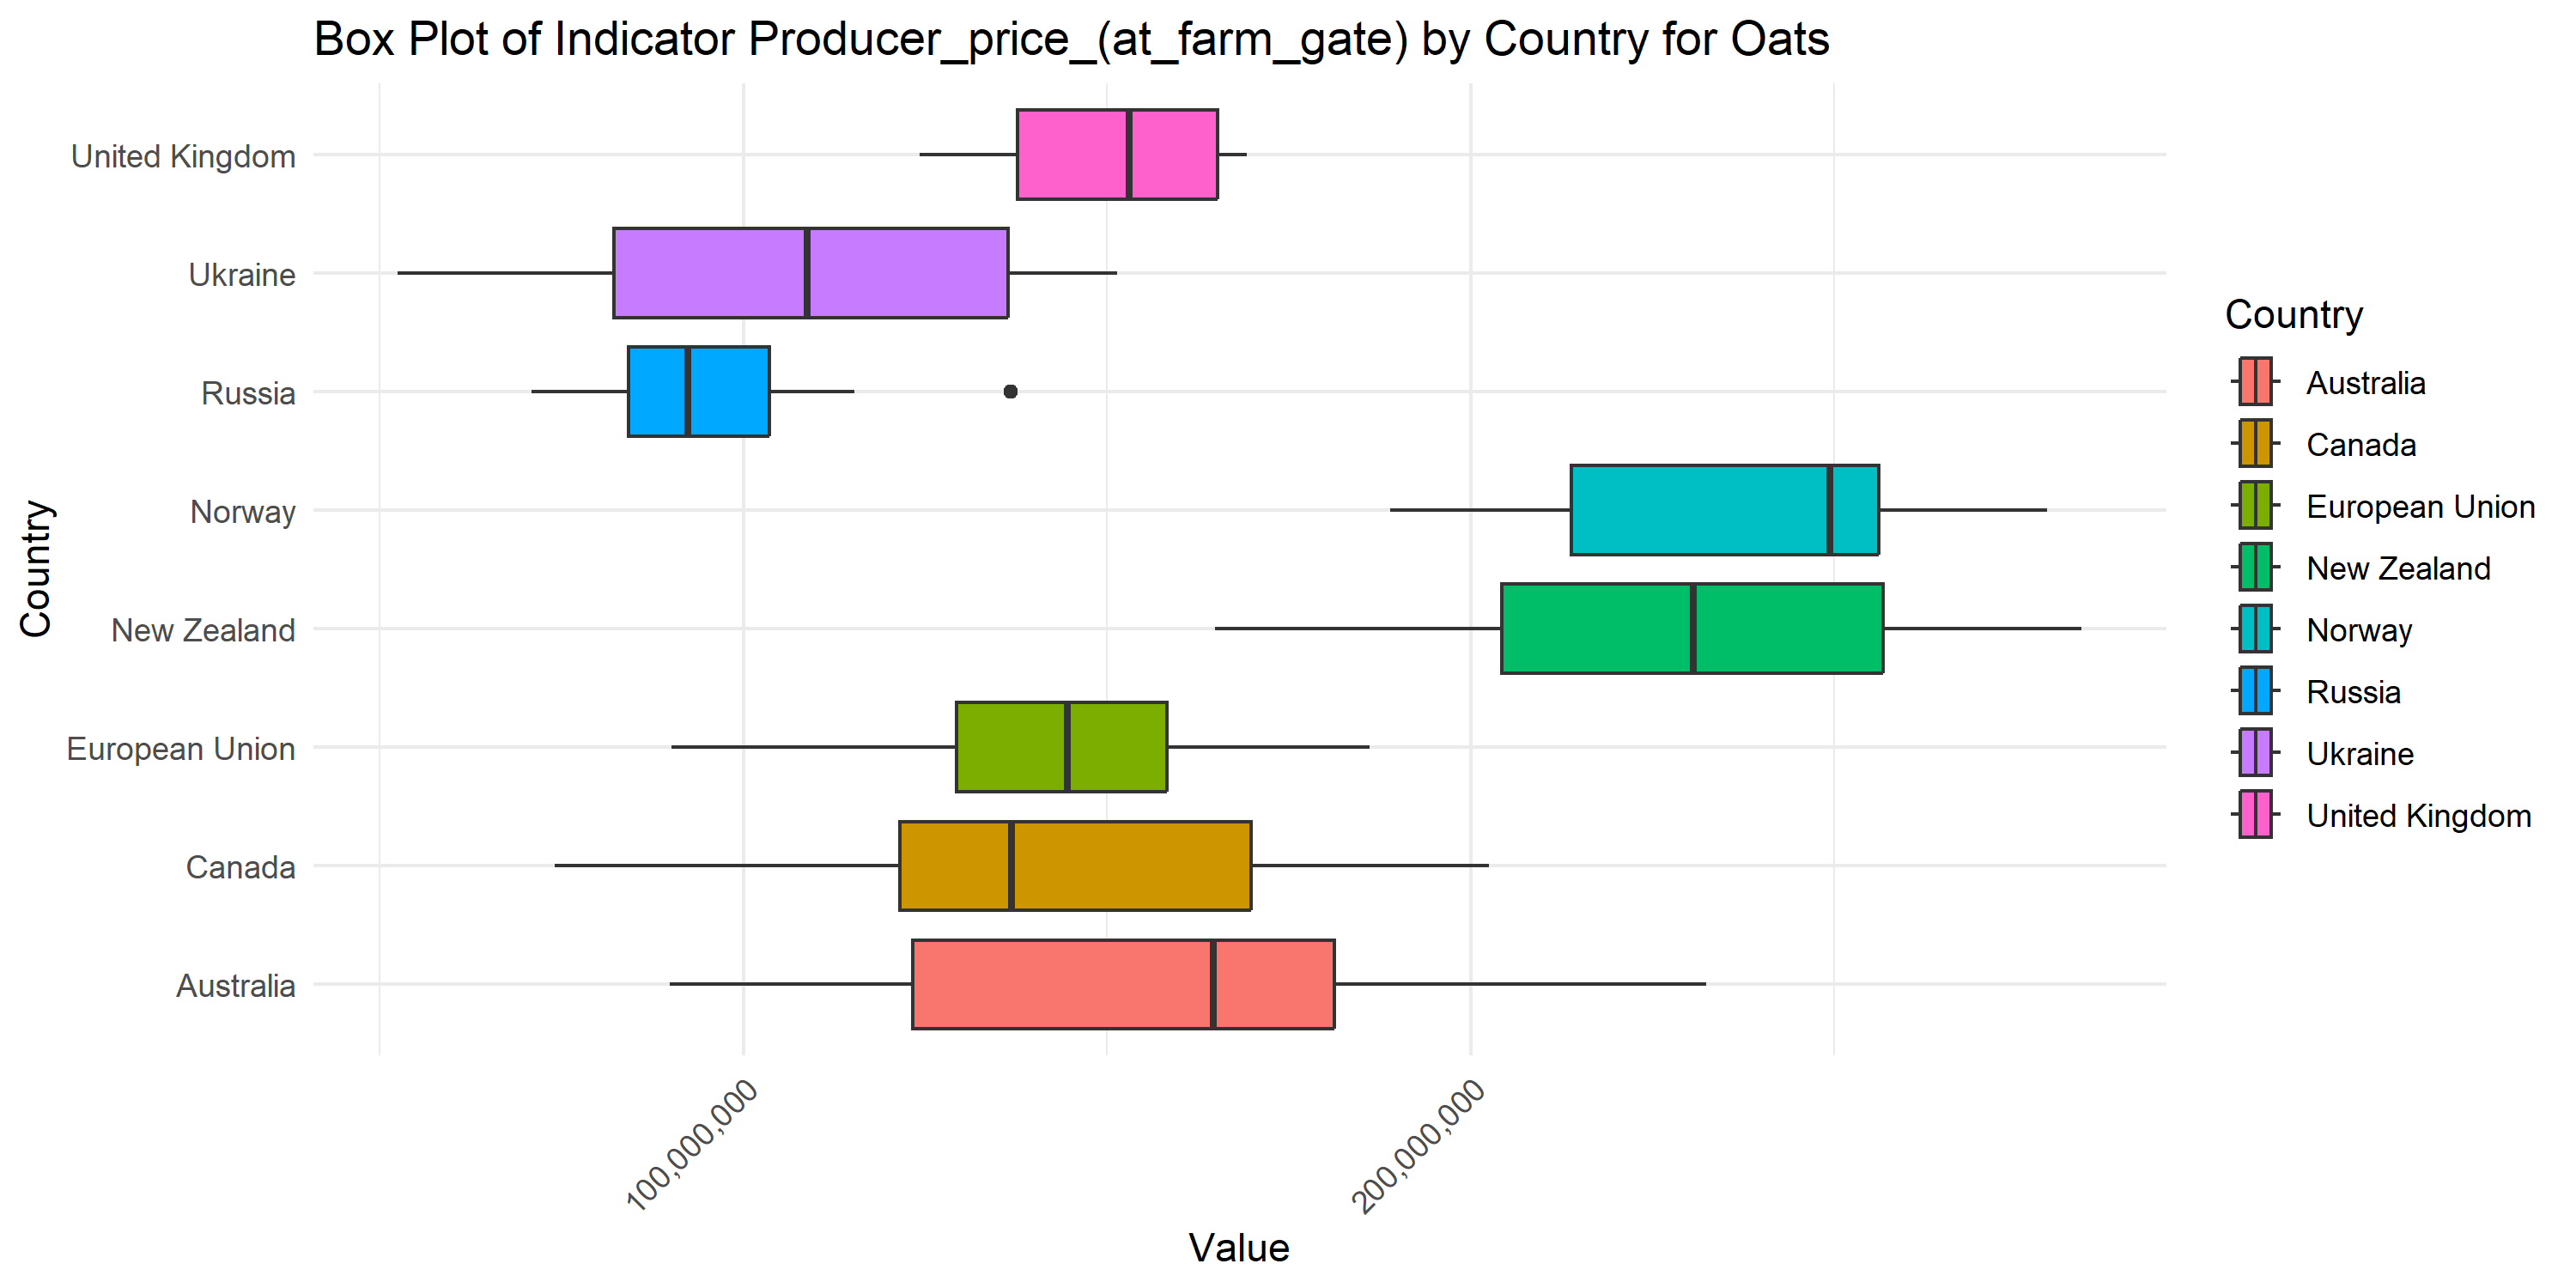 Box Plot of Indicator Producer_price_(at_farm_gate) by Country for Oats
United Kingdom
Ukraine
Russia
Norway
New Zealand
European Union
Canada
Australia
Country
100,000,000
200,000,000
Value
Country
Australia
Canada
European Union
New Zealand
Norway
Russia
Ukraine
United Kingdom